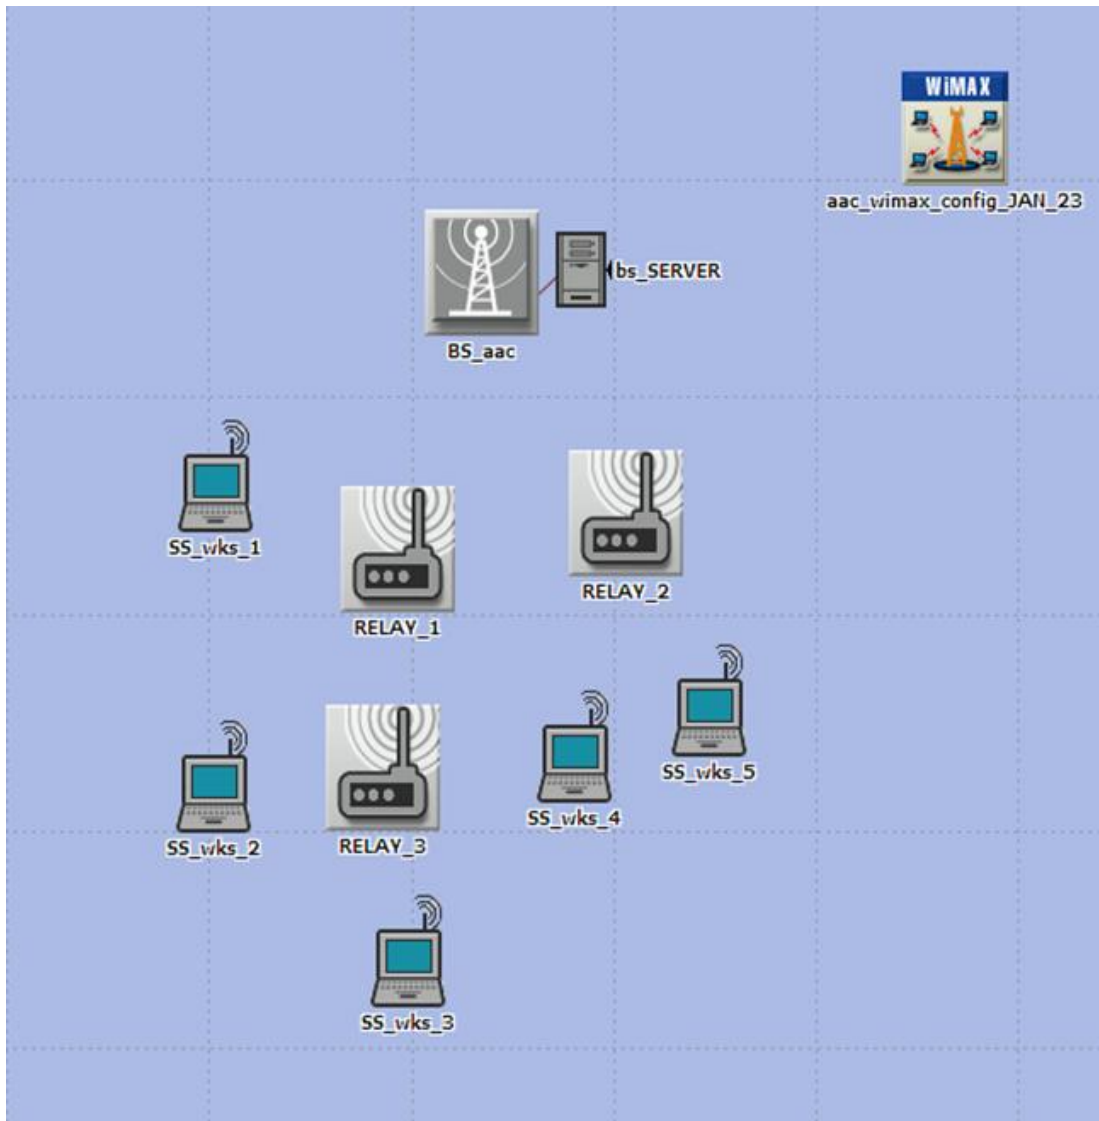 WiMAX
aac_wimax_config_JAN_23
bs_SERVER
BS_aac
SS_wks_1
RELAY_1
RELAY_2
SS_wks_5
SS_wks_4
SS_wks_2
RELAY_3
SS_wks_3